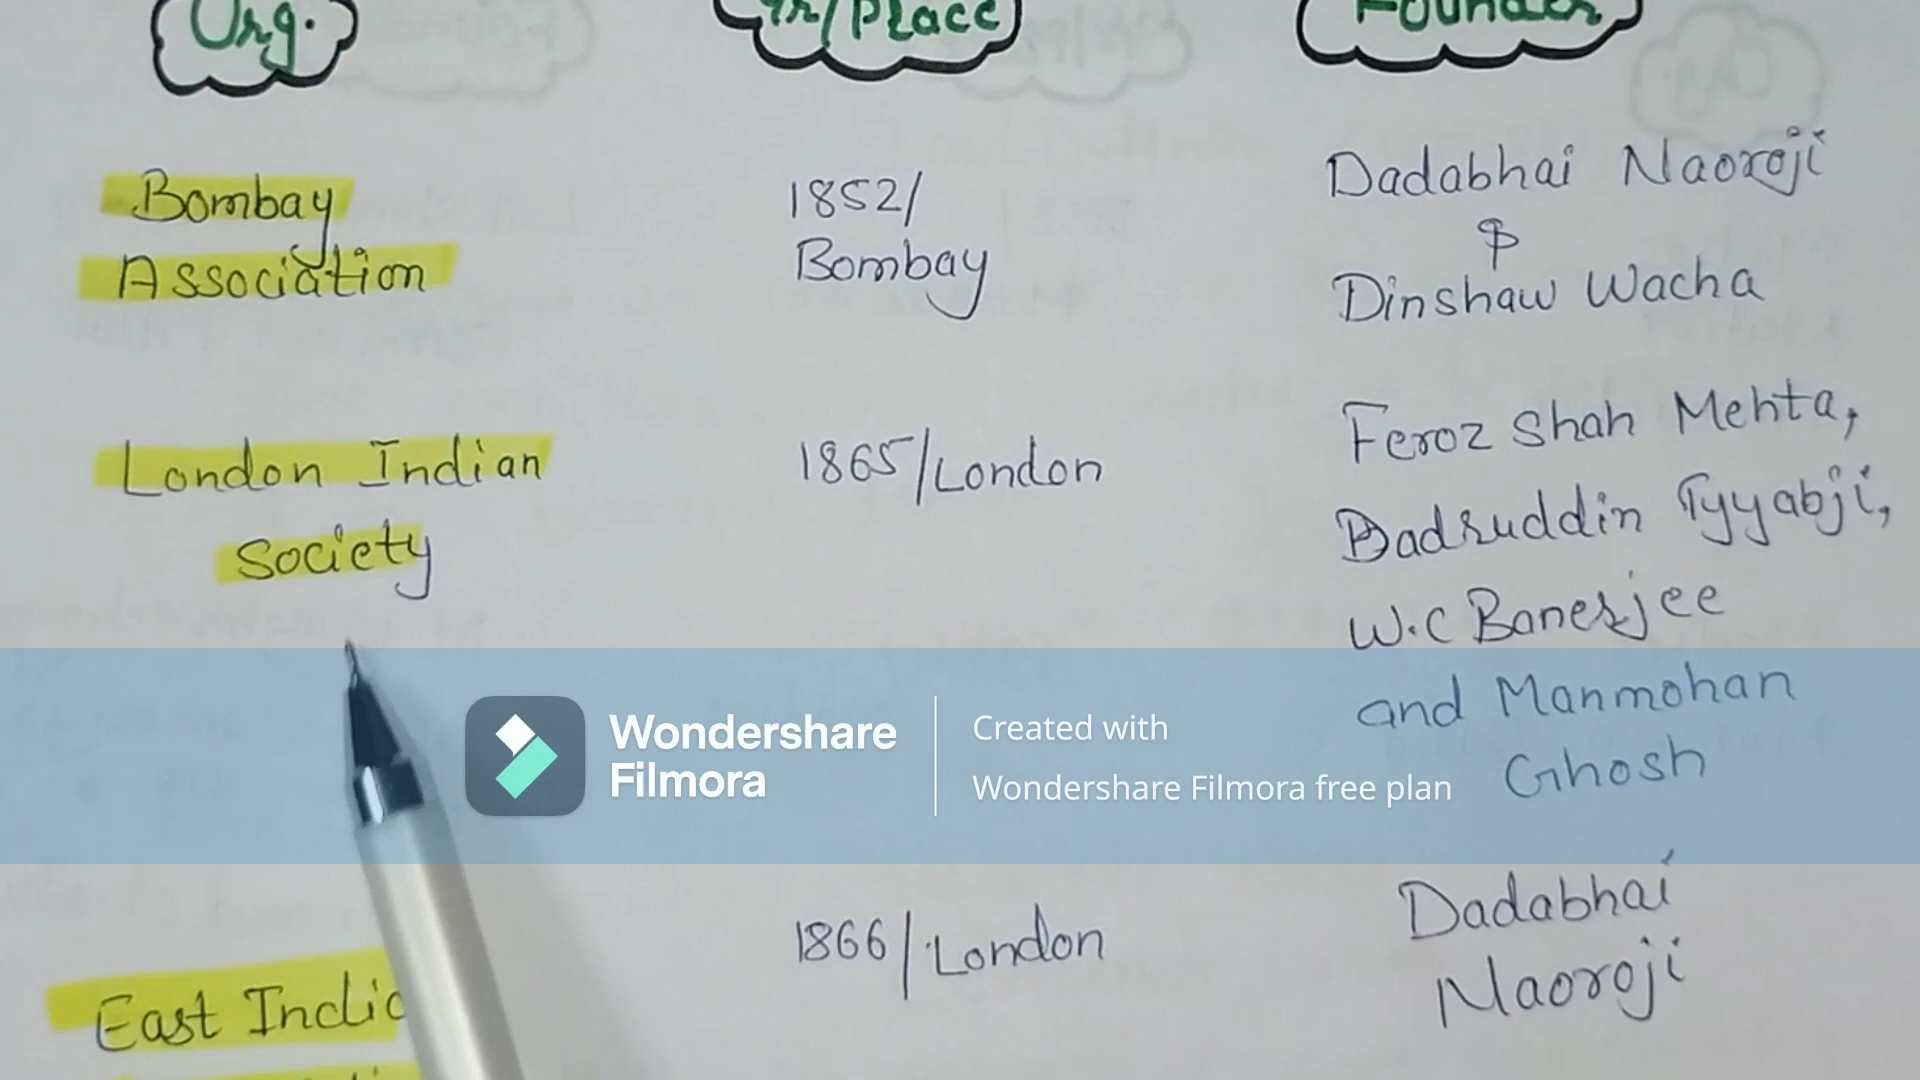 Org.
Yr/Place
Founder
Bombay
Association
1852/
Bombay
Dadabhai Naoroji
&
Dinshaw Wacha
London Indian
Society
1865/London
Feroz Shah Mehta,
Badruddin Tyyabji,
W.C Banerjee
and Manmohan
Ghosh
Wondershare
Filmora
Created with
Wondershare Filmora free plan
East India
1866/London
Dadabhai
Naoroji